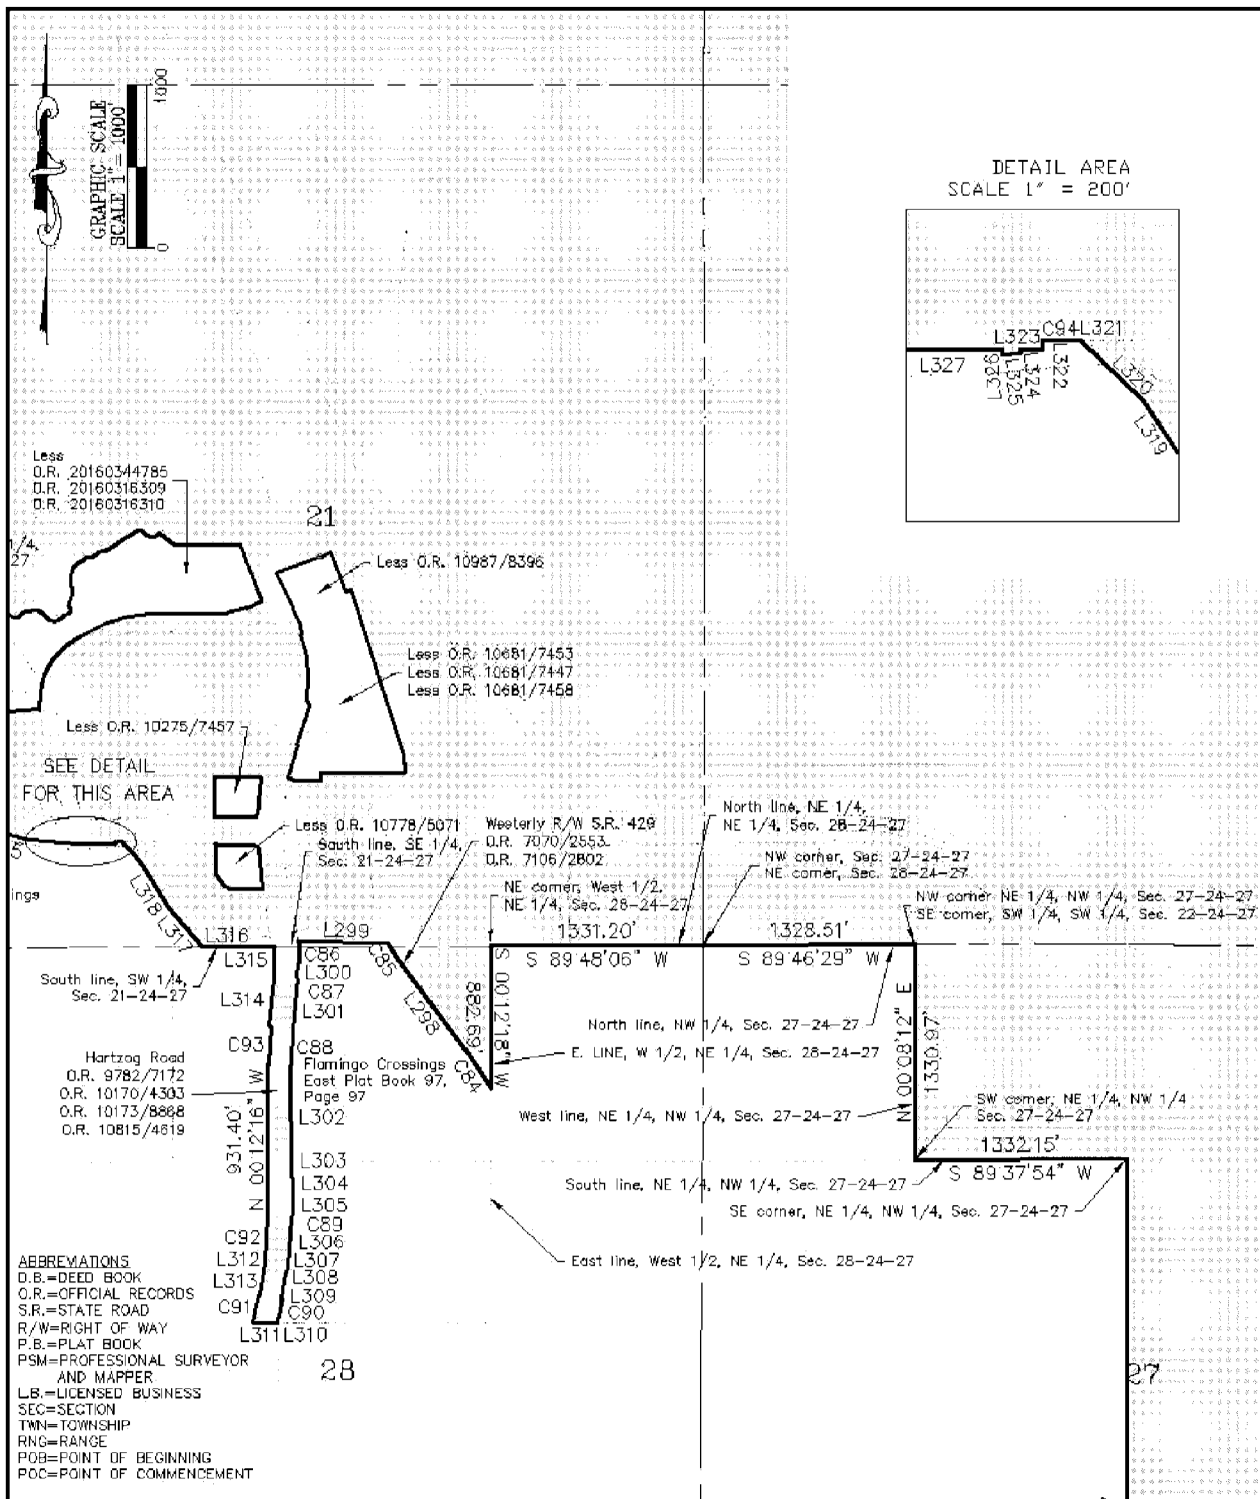 GRAPHIC SCALE
SCALE 1" = 1000'
0
1000
DETAIL AREA
SCALE 1" = 200'
L323
C94
L321
L327
L326
L325
L324
L322
L320
L319
Less
O.R. 20160344785
O.R. 20160316309
O.R. 20160316310
21
1/4,
27
Less O.R. 10987/8396
Less O.R. 10681/7453
Less O.R. 10681/7447
Less O.R. 10681/7458
Less O.R. 10275/7457
SEE DETAIL
FOR THIS AREA
Less O.R. 10778/5071
South line, SE 1/4,
Sec. 21-24-27
Westerly R/W S.R. 429
O.R. 7070/2553
O.R. 7106/2802
North line, NE 1/4,
NE 1/4, Sec. 28-24-27
NW corner, Sec. 27-24-27
NE corner, Sec. 28-24-27
NE corner, West 1/2,
NE 1/4, Sec. 28-24-27
NW corner NE 1/4, NW 1/4, Sec. 27-24-27
SE corner, SW 1/4, SW 1/4, Sec. 22-24-27
ings
L318
L317
L316
L299
1331.20'
1328.51'
S 89°48'06" W
S 89°46'29" W
L315
C86
L300
C85
South line, SW 1/4,
Sec. 21-24-27
L314
C87
L301
L298
882.69'
S 00°12'18" W
C84
North line, NW 1/4, Sec. 27-24-27
N 00°08'12" E
1330.97'
C93
C88
E. LINE, W 1/2, NE 1/4, Sec. 28-24-27
Hartzog Road
O.R. 9782/7172
O.R. 10170/4303
O.R. 10173/8868
O.R. 10815/4619
Flamingo Crossings
East Plat Book 97,
Page 97
931.40'
N 00°12'16" W
L302
West line, NE 1/4, NW 1/4, Sec. 27-24-27
SW corner, NE 1/4, NW 1/4
Sec. 27-24-27
1332.15'
S 89°37'54" W
L303
L304
L305
C89
L306
L307
L308
L309
C90
South line, NE 1/4, NW 1/4, Sec. 27-24-27
SE corner, NE 1/4, NW 1/4, Sec. 27-24-27
East line, West 1/2, NE 1/4, Sec. 28-24-27
C92
L312
L313
C91
L311
L310
28
27
ABBREVIATIONS
D.B.=DEED BOOK
O.R.=OFFICIAL RECORDS
S.R.=STATE ROAD
R/W=RIGHT OF WAY
P.B.=PLAT BOOK
PSM=PROFESSIONAL SURVEYOR
AND MAPPER
L.B.=LICENSED BUSINESS
SEC=SECTION
TWN=TOWNSHIP
RNG=RANGE
POB=POINT OF BEGINNING
POC=POINT OF COMMENCEMENT